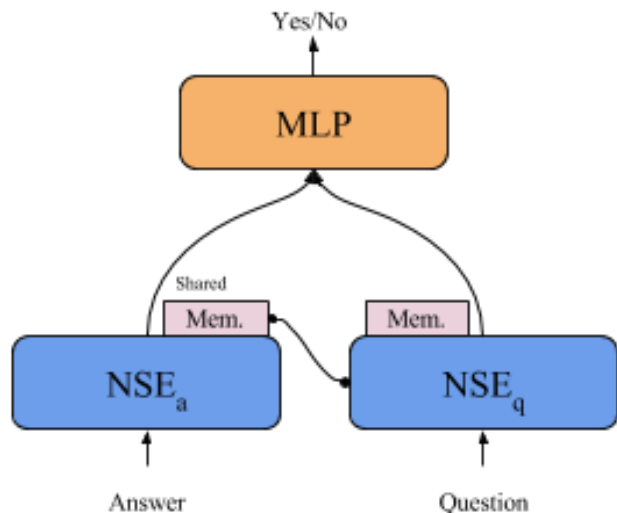 Yes/No
MLP
Shared
Mem.
Mem.
NSEa
NSEq
Answer
Question